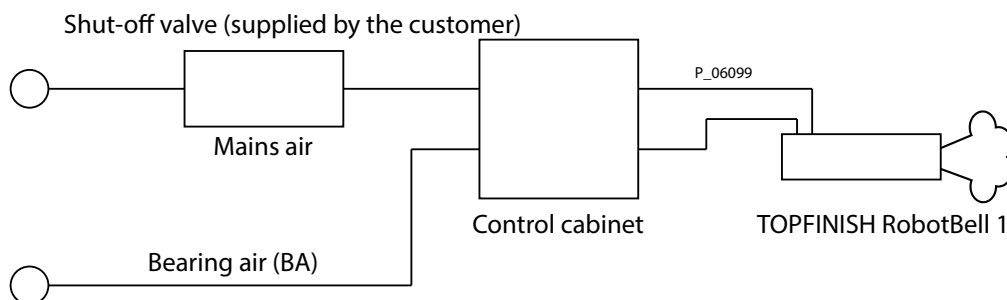 Shut-off valve (supplied by the customer)
P_06099
Mains air
Control cabinet
TOPFINISH RobotBell 1
Bearing air (BA)